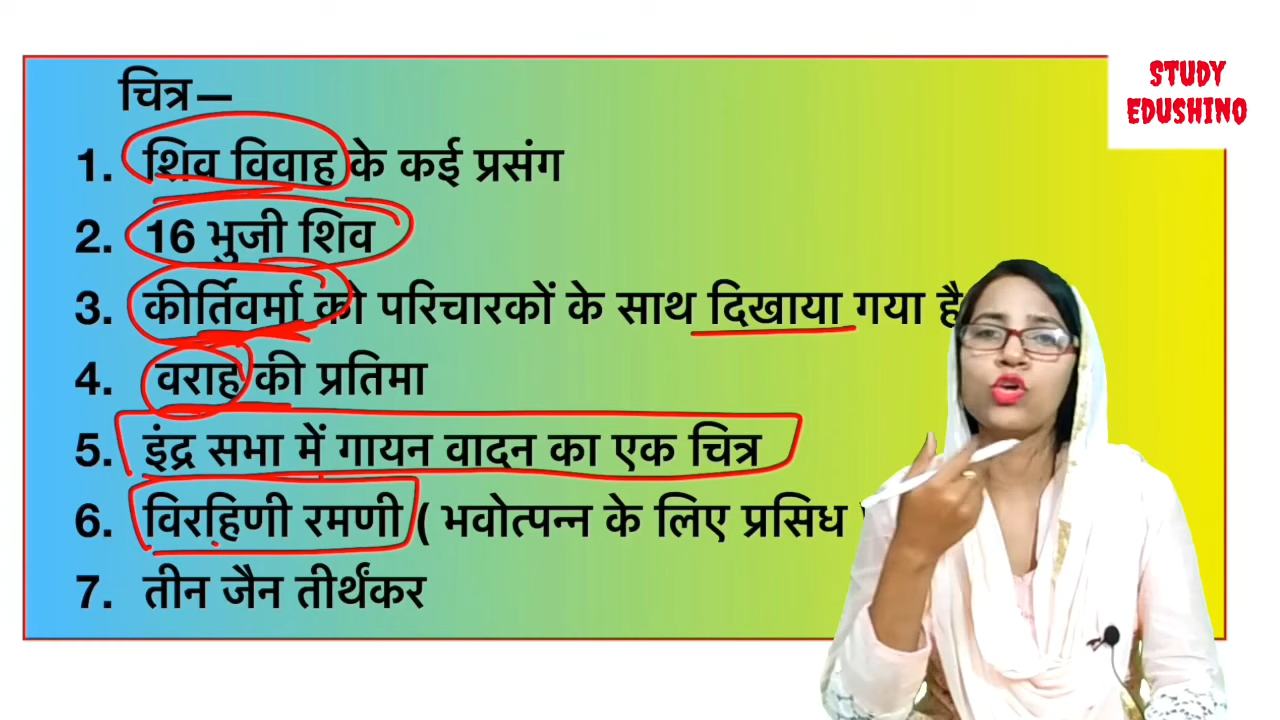 चित्र—
1. शिव विवाह के कई प्रसंग
2. 16 भुजी शिव
3. कीर्तिवर्मा को परिचारकों के साथ दिखाया गया है
4. वराह की प्रतिमा
5. इंद्र सभा में गायन वादन का एक चित्र
6. विरहिणी रमणी ( भवोत्पन्न के लिए प्रसिध
7. तीन जैन तीर्थंकर
STUDY
EDUSHINO